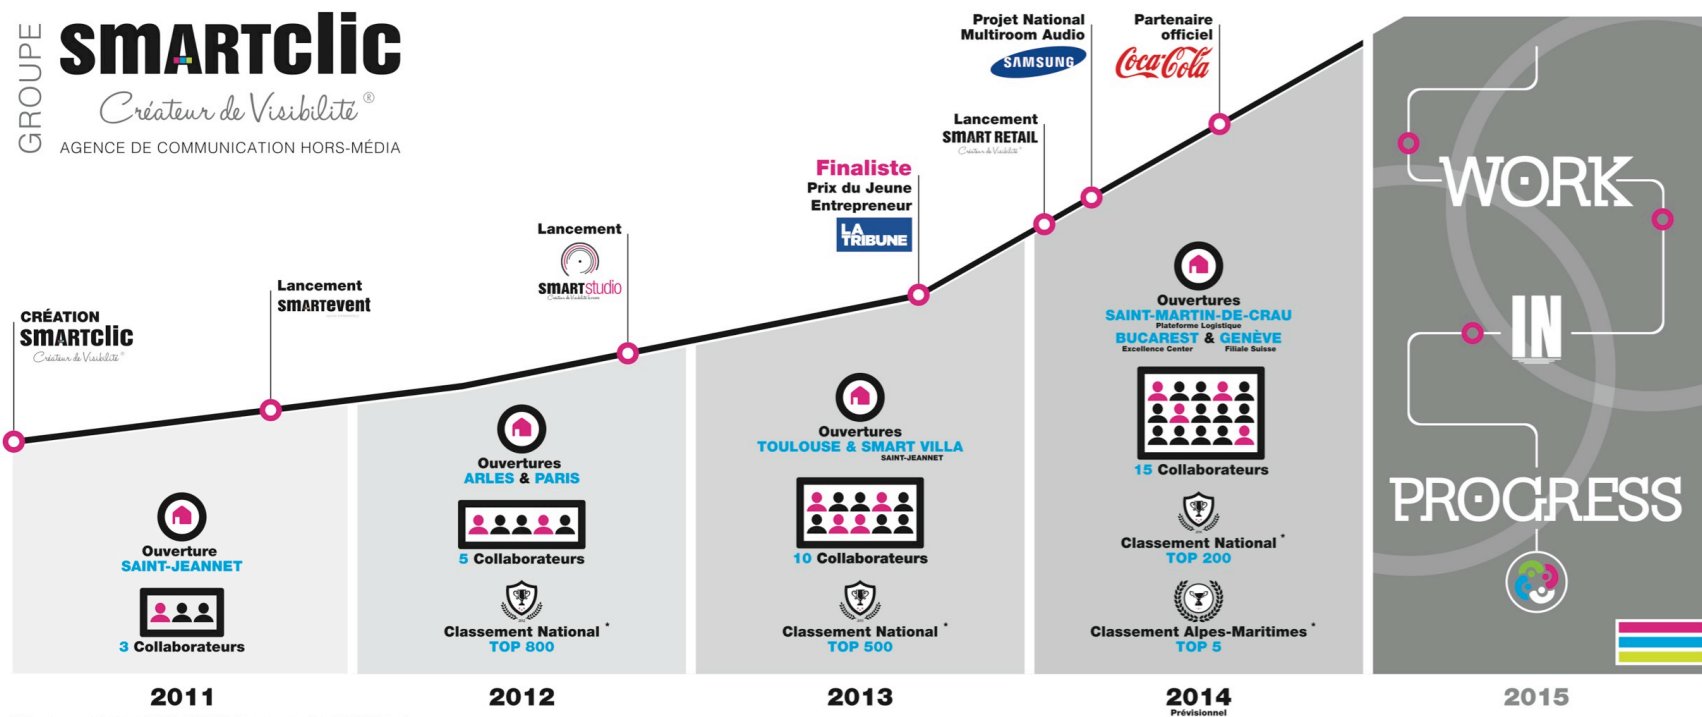 GROUPE
smARTclic
Créateur de Visibilité®
AGENCE DE COMMUNICATION HORS-MÉDIA
CRÉATION
smARTclic
Créateur de Visibilité®
Lancement
smARTevent
Lancement
smARTstudio
Finaliste
Prix du Jeune
Entrepreneur
LA
TRIBUNE
Lancement
smART RETAIL
Créateur de Visibilité®
Projet National
Multiroom Audio
SAMSUNG
Partenaire
officiel
Coca-Cola
Ouverture
SAINT-JEANNET
3 Collaborateurs
2011
Ouvertures
ARLES & PARIS
5 Collaborateurs
Classement National *
TOP 800
2012
Ouvertures
TOULOUSE & SMART VILLA
SAINT-JEANNET
10 Collaborateurs
Classement National *
TOP 500
2013
Ouvertures
SAINT-MARTIN-DE-CRAU
Plateforme Logistique
BUCAREST & GENÈVE
Excellence Center Filiale Suisse
15 Collaborateurs
Classement National *
TOP 200
Classement Alpes-Maritimes *
TOP 5
2014
Prévisionnel
WORK
IN
PROGRESS
2015